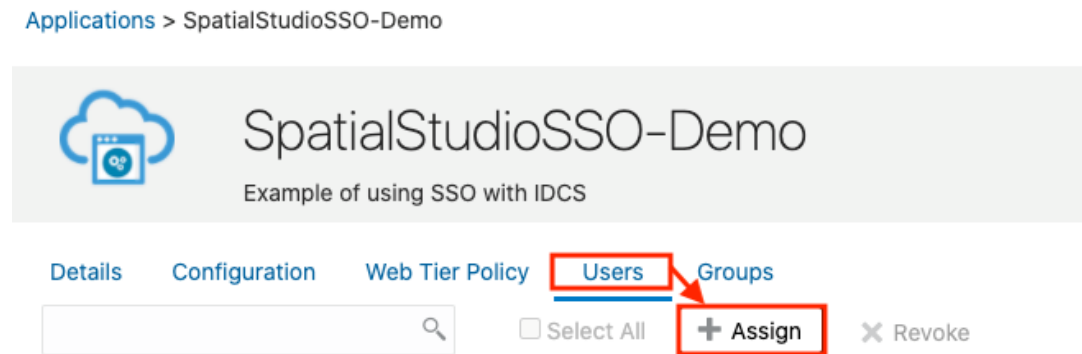 Applications > SpatialStudioSSO-Demo
SpatialStudioSSO-Demo
Example of using SSO with IDCS
Details Configuration Web Tier Policy Users Groups
Select All + Assign ✕ Revoke